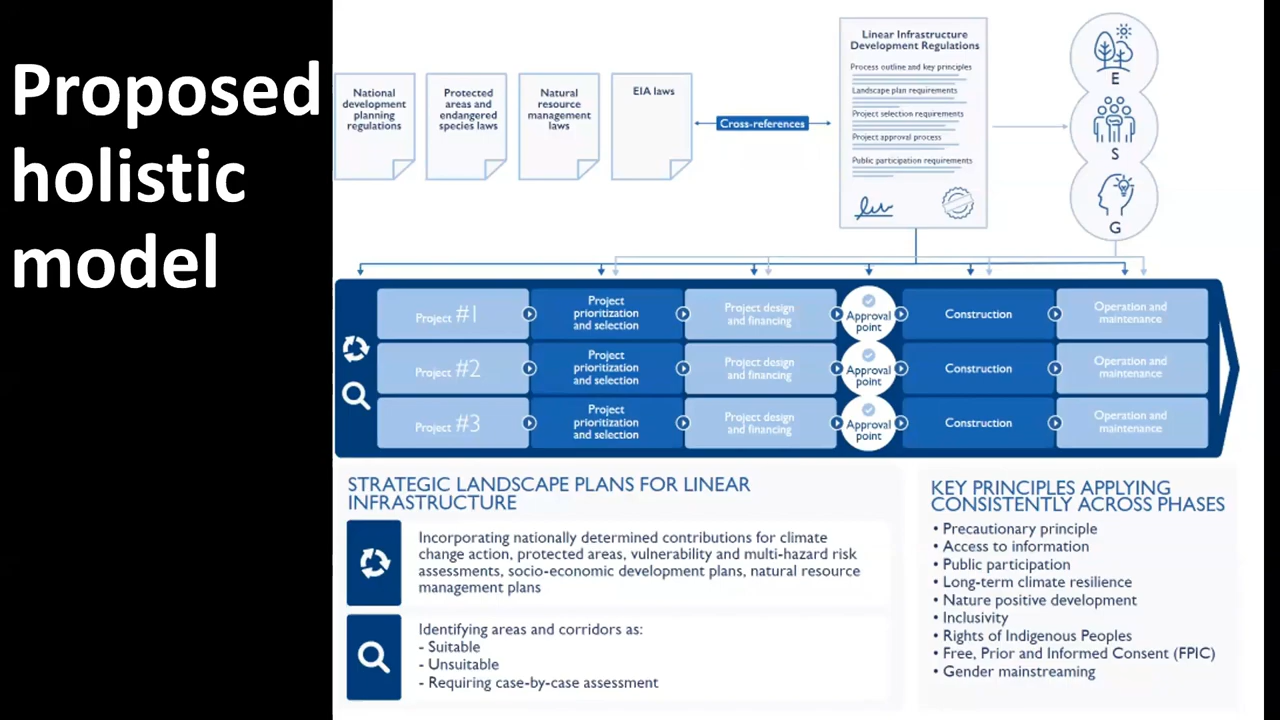 Proposed
holistic
model
National
development
planning
regulations
Protected
areas and
endangered
species laws
Natural
resource
management
laws
EIA laws
Cross-references
Linear Infrastructure
Development Regulations
Process outline and key principles
Landscape plan requirements
Project selection requirements
Project approval process
Public participation requirements
E
S
G
Project #1
Project
prioritization
and selection
Project design
and financing
Approval
point
Construction
Operation and
maintenance
Project #2
Project
prioritization
and selection
Project design
and financing
Approval
point
Construction
Operation and
maintenance
Project #3
Project
prioritization
and selection
Project design
and financing
Approval
point
Construction
Operation and
maintenance
STRATEGIC LANDSCAPE PLANS FOR LINEAR
INFRASTRUCTURE
Incorporating nationally determined contributions for climate
change action, protected areas, vulnerability and multi-hazard risk
assessments, socio-economic development plans, natural resource
management plans
Identifying areas and corridors as:
- Suitable
- Unsuitable
- Requiring case-by-case assessment
KEY PRINCIPLES APPLYING
CONSISTENTLY ACROSS PHASES
• Precautionary principle
• Access to information
• Public participation
• Long-term climate resilience
• Nature positive development
• Inclusivity
• Rights of Indigenous Peoples
• Free, Prior and Informed Consent (FPIC)
• Gender mainstreaming